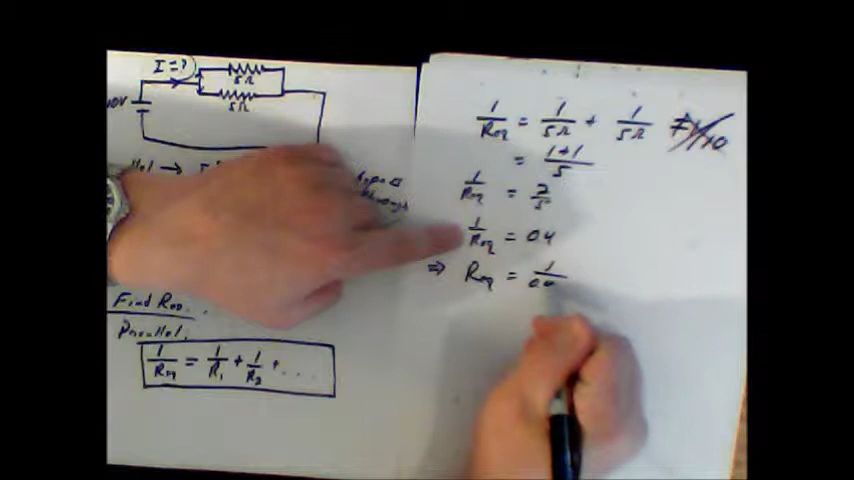 I = ?
5Ω
10V
5Ω
Find Req.
Parallel.
1/Req = 1/R1 + 1/R2 + ....
1/Req = 1/5Ω + 1/5Ω
= 1+1/5
1/Req = 2/5
1/Req = 0.4
⇒ Req = 1/0.4